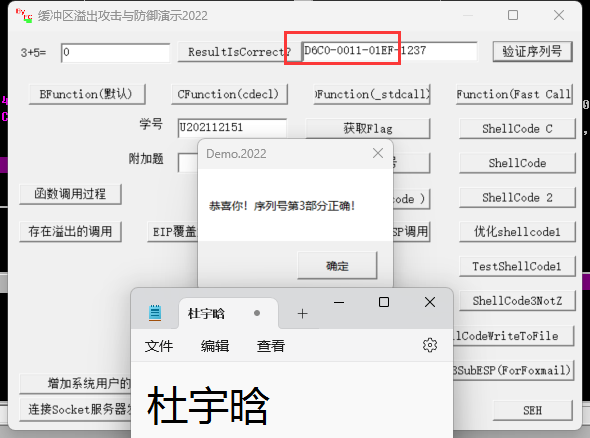 缓冲区溢出攻击与防御演示2022
3+5= 0 ResultIsCorrect? D6C0-0011-01EF-1237 验证序列号
BFunction(默认) CFunction(cdecl) Function(_stdcall) Function(Fast Call
学号 U202112151 获取Flag ShellCode C
附加题 号 ShellCode
函数调用过程 ode ) ShellCode 2
存在溢出的调用 EIP覆盖 SP调用 优化shellcode1
TestShellCode1
ShellCode3NotZ
lCodeWriteToFile
SubESP(ForFoxmail)
增加系统用户的
连接Socket服务器 SEH
Demo.2022
恭喜你！序列号第3部分正确！
确定
杜宇晗
文件 编辑 查看
杜宇晗